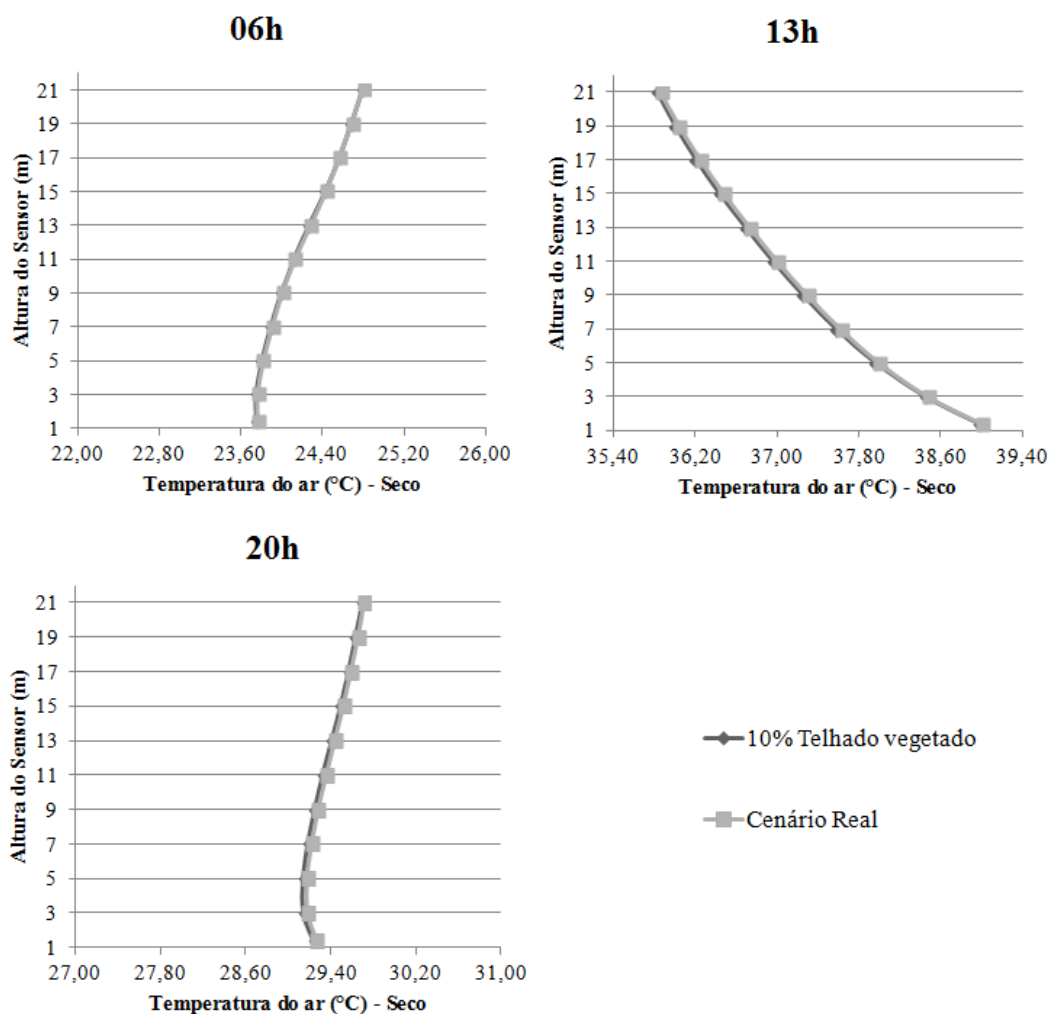 06h
Altura do Sensor (m)
21
19
17
15
13
11
9
7
5
3
1
22,00 22,80 23,60 24,40 25,20 26,00
Temperatura do ar (°C) - Seco
13h
Altura do Sensor (m)
21
19
17
15
13
11
9
7
5
3
1
35,40 36,20 37,00 37,80 38,60 39,40
Temperatura do ar (°C) - Seco
20h
Altura do Sensor (m)
21
19
17
15
13
11
9
7
5
3
1
27,00 27,80 28,60 29,40 30,20 31,00
Temperatura do ar (°C) - Seco
10% Telhado vegetado
Cenário Real